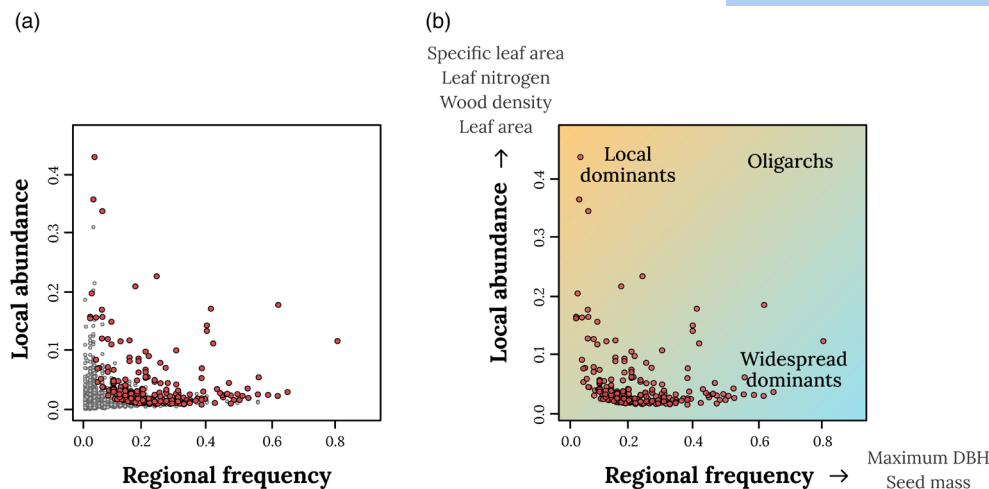 (a)
Local abundance
0.4
0.3
0.2
0.1
0.0
0.0 0.2 0.4 0.6 0.8
Regional frequency
(b)
Specific leaf area
Leaf nitrogen
Wood density
Leaf area
Local abundance →
0.4
0.3
0.2
0.1
0.0
Local
dominants
Oligarchs
Widespread
dominants
0.0 0.2 0.4 0.6 0.8
Regional frequency →
Maximum DBH
Seed mass